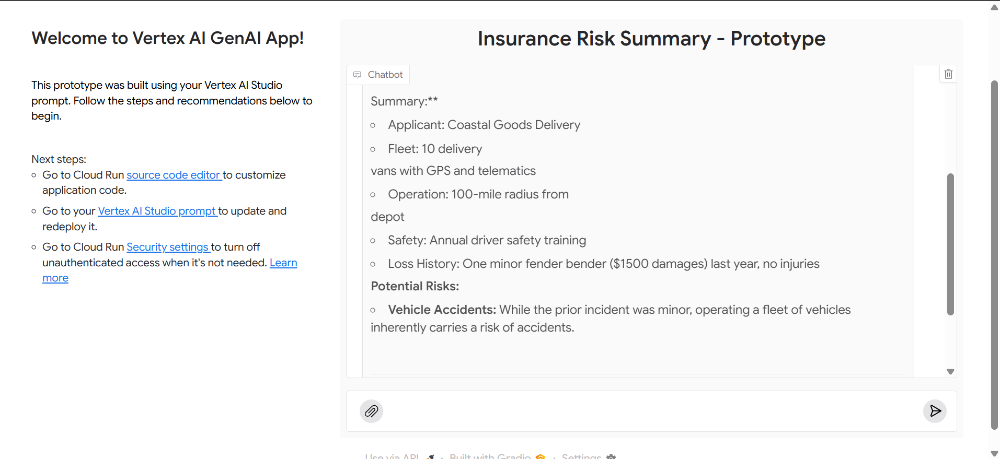 Welcome to Vertex AI GenAI App!
This prototype was built using your Vertex AI Studio
prompt. Follow the steps and recommendations below to
begin.
Next steps:
Go to Cloud Run source code editor to customize
application code.
Go to your Vertex AI Studio prompt to update and
redeploy it.
Go to Cloud Run Security settings to turn off
unauthenticated access when it's not needed. Learn
more
Insurance Risk Summary - Prototype
Chatbot
Summary:**
Applicant: Coastal Goods Delivery
Fleet: 10 delivery
vans with GPS and telematics
Operation: 100-mile radius from
depot
Safety: Annual driver safety training
Loss History: One minor fender bender ($1500 damages) last year, no injuries
Potential Risks:
Vehicle Accidents: While the prior incident was minor, operating a fleet of vehicles
inherently carries a risk of accidents.
Use via API · Built with Gradio · Settings